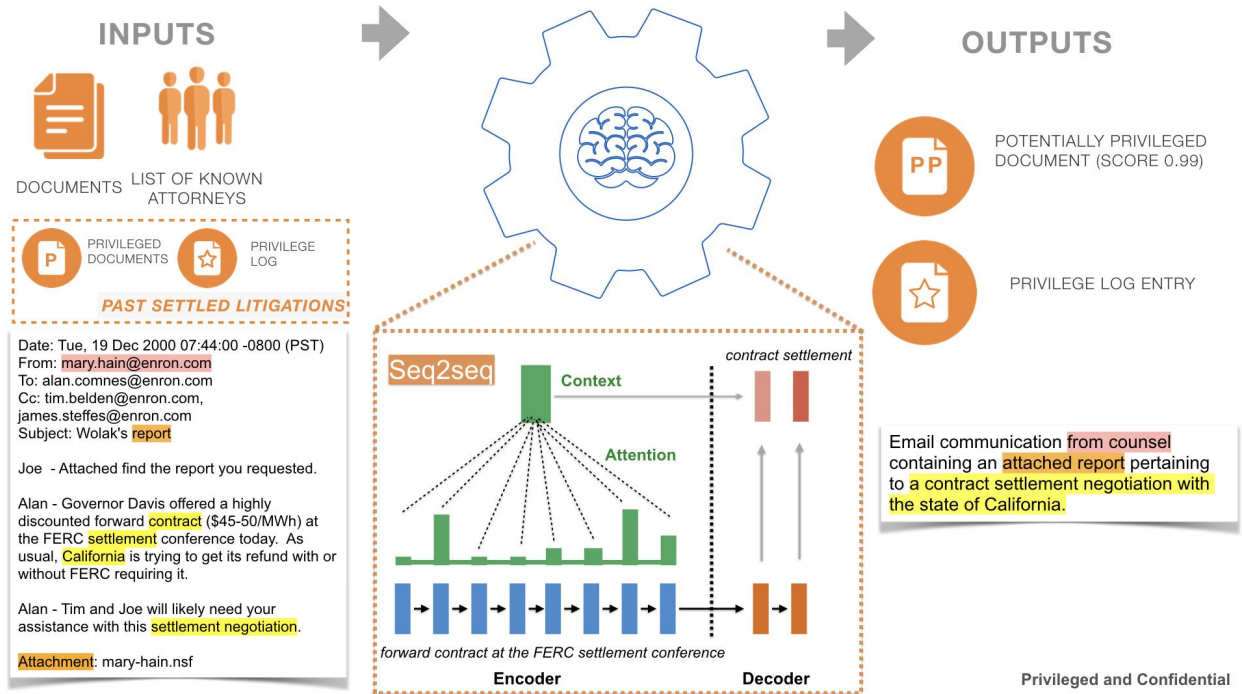 INPUTS
DOCUMENTS
LIST OF KNOWN
ATTORNEYS
P
PRIVILEGED
DOCUMENTS
PRIVILEGE
LOG
PAST SETTLED LITIGATIONS
Date: Tue, 19 Dec 2000 07:44:00 -0800 (PST)
From: mary.hain@enron.com
To: alan.comnes@enron.com
Cc: tim.belden@enron.com,
james.steffes@enron.com
Subject: Wolak's report
Joe - Attached find the report you requested.
Alan - Governor Davis offered a highly
discounted forward contract ($45-50/MWh) at
the FERC settlement conference today. As
usual, California is trying to get its refund with or
without FERC requiring it.
Alan - Tim and Joe will likely need your
assistance with this settlement negotiation.
Attachment: mary-hain.nsf
Seq2seq
Context
contract settlement
Attention
forward contract at the FERC settlement conference
Encoder
Decoder
OUTPUTS
PP
POTENTIALLY PRIVILEGED
DOCUMENT (SCORE 0.99)
PRIVILEGE LOG ENTRY
Email communication from counsel
containing an attached report pertaining
to a contract settlement negotiation with
the state of California.
Privileged and Confidential